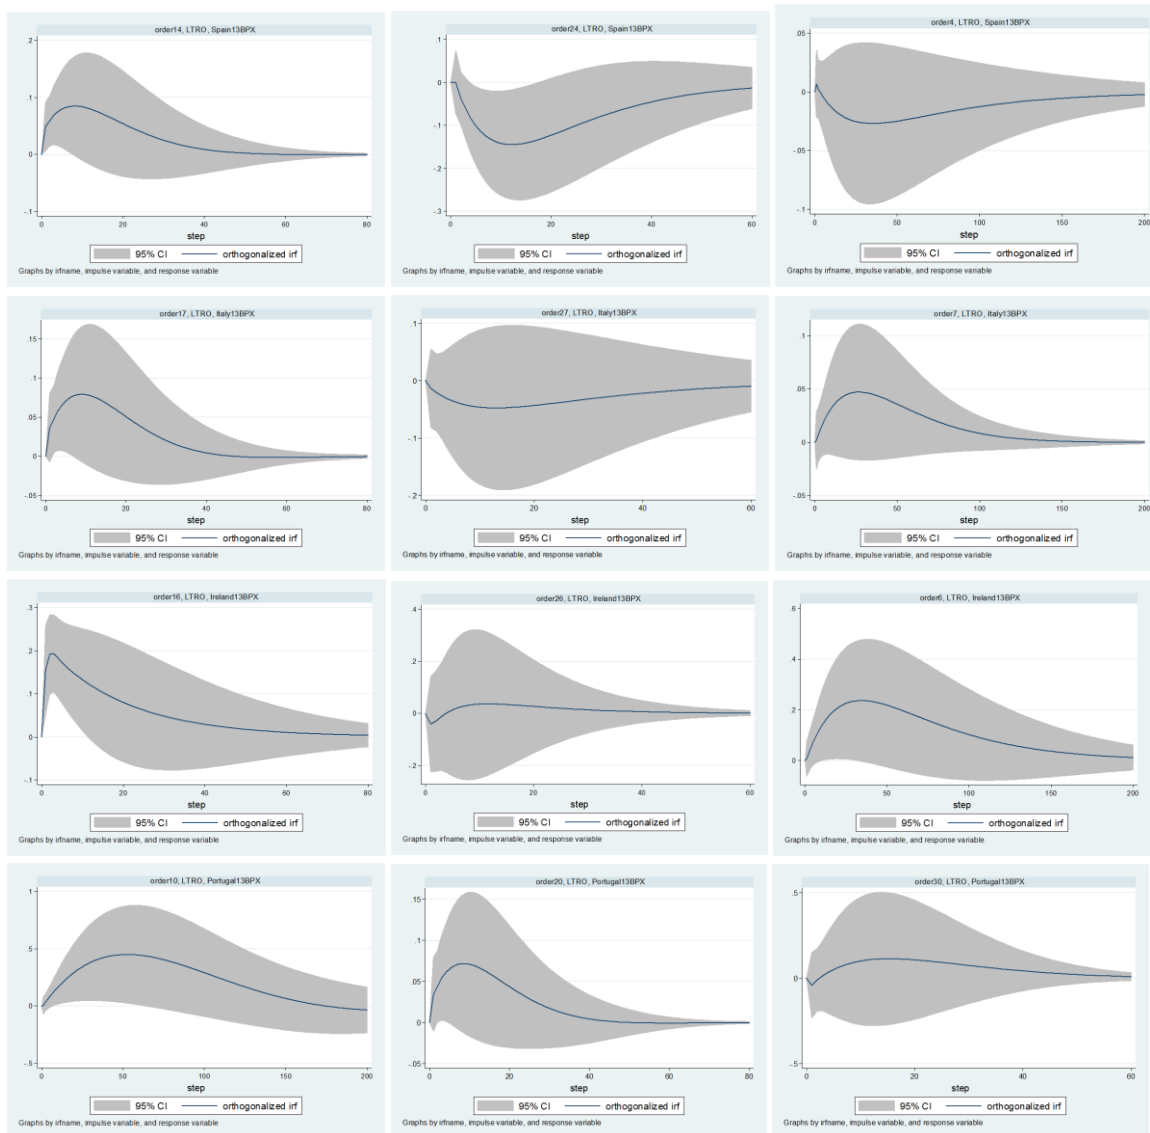 order14, LTRO, Spain13BPX
.2
.1
0
-.1
0 20 40 60 80
step
95% CI orthogonalized irf
Graphs by irfname, impulse variable, and response variable
order24, LTRO, Spain13BPX
.1
0
-.1
-.2
-.3
0 20 40 60
step
95% CI orthogonalized irf
Graphs by irfname, impulse variable, and response variable
order4, LTRO, Spain13BPX
.05
0
-.05
-.1
0 50 100 150 200
step
95% CI orthogonalized irf
Graphs by irfname, impulse variable, and response variable
order17, LTRO, Italy13BPX
.15
.1
.05
0
-.05
0 20 40 60 80
step
95% CI orthogonalized irf
Graphs by irfname, impulse variable, and response variable
order27, LTRO, Italy13BPX
.1
0
-.1
-.2
0 20 40 60
step
95% CI orthogonalized irf
Graphs by irfname, impulse variable, and response variable
order7, LTRO, Italy13BPX
.1
.05
0
-.05
0 50 100 150 200
step
95% CI orthogonalized irf
Graphs by irfname, impulse variable, and response variable
order16, LTRO, Ireland13BPX
.3
.2
.1
0
-.1
0 20 40 60 80
step
95% CI orthogonalized irf
Graphs by irfname, impulse variable, and response variable
order26, LTRO, Ireland13BPX
.4
.2
0
-.2
0 20 40 60
step
95% CI orthogonalized irf
Graphs by irfname, impulse variable, and response variable
order6, LTRO, Ireland13BPX
.6
.4
.2
0
0 50 100 150 200
step
95% CI orthogonalized irf
Graphs by irfname, impulse variable, and response variable
order10, LTRO, Portugal13BPX
1
.5
0
-.5
0 50 100 150 200
step
95% CI orthogonalized irf
Graphs by irfname, impulse variable, and response variable
order20, LTRO, Portugal13BPX
.15
.1
.05
0
-.05
0 20 40 60 80
step
95% CI orthogonalized irf
Graphs by irfname, impulse variable, and response variable
order30, LTRO, Portugal13BPX
.5
0
-.5
0 20 40 60
step
95% CI orthogonalized irf
Graphs by irfname, impulse variable, and response variable